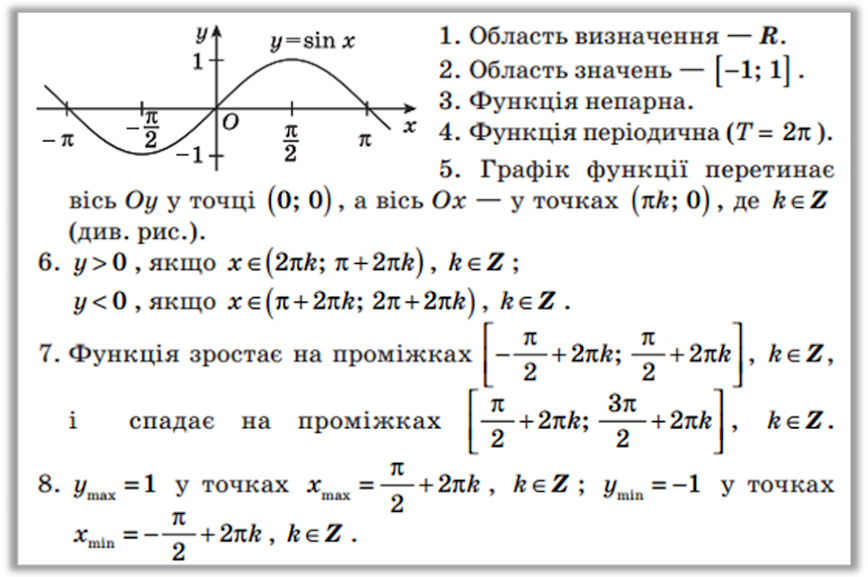 y
y=sin x
1
−π
−π/2
O
π/2
π
x
−1
1. Область визначення — R.
2. Область значень — [−1; 1] .
3. Функція непарна.
4. Функція періодична (T = 2π ).
5. Графік функції перетинає
вісь Oy у точці (0; 0) , а вісь Ox — у точках (πk; 0) , де k∈Z
(див. рис.).
6. y>0 , якщо x∈(2πk; π+2πk) , k∈Z ;
y<0 , якщо x∈(π+2πk; 2π+2πk) , k∈Z .
7. Функція зростає на проміжках [−π/2+2πk; π/2+2πk] , k∈Z,
і спадає на проміжках [π/2+2πk; 3π/2+2πk] , k∈Z.
8. y_max =1 у точках x_max =π/2+2πk , k∈Z ; y_min =−1 у точках
x_min =−π/2+2πk , k∈Z .